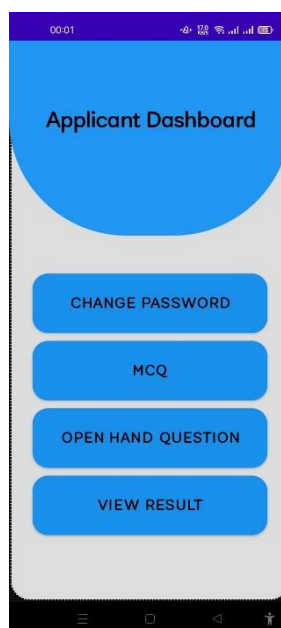 00:01
Applicant Dashboard
CHANGE PASSWORD
MCQ
OPEN HAND QUESTION
VIEW RESULT